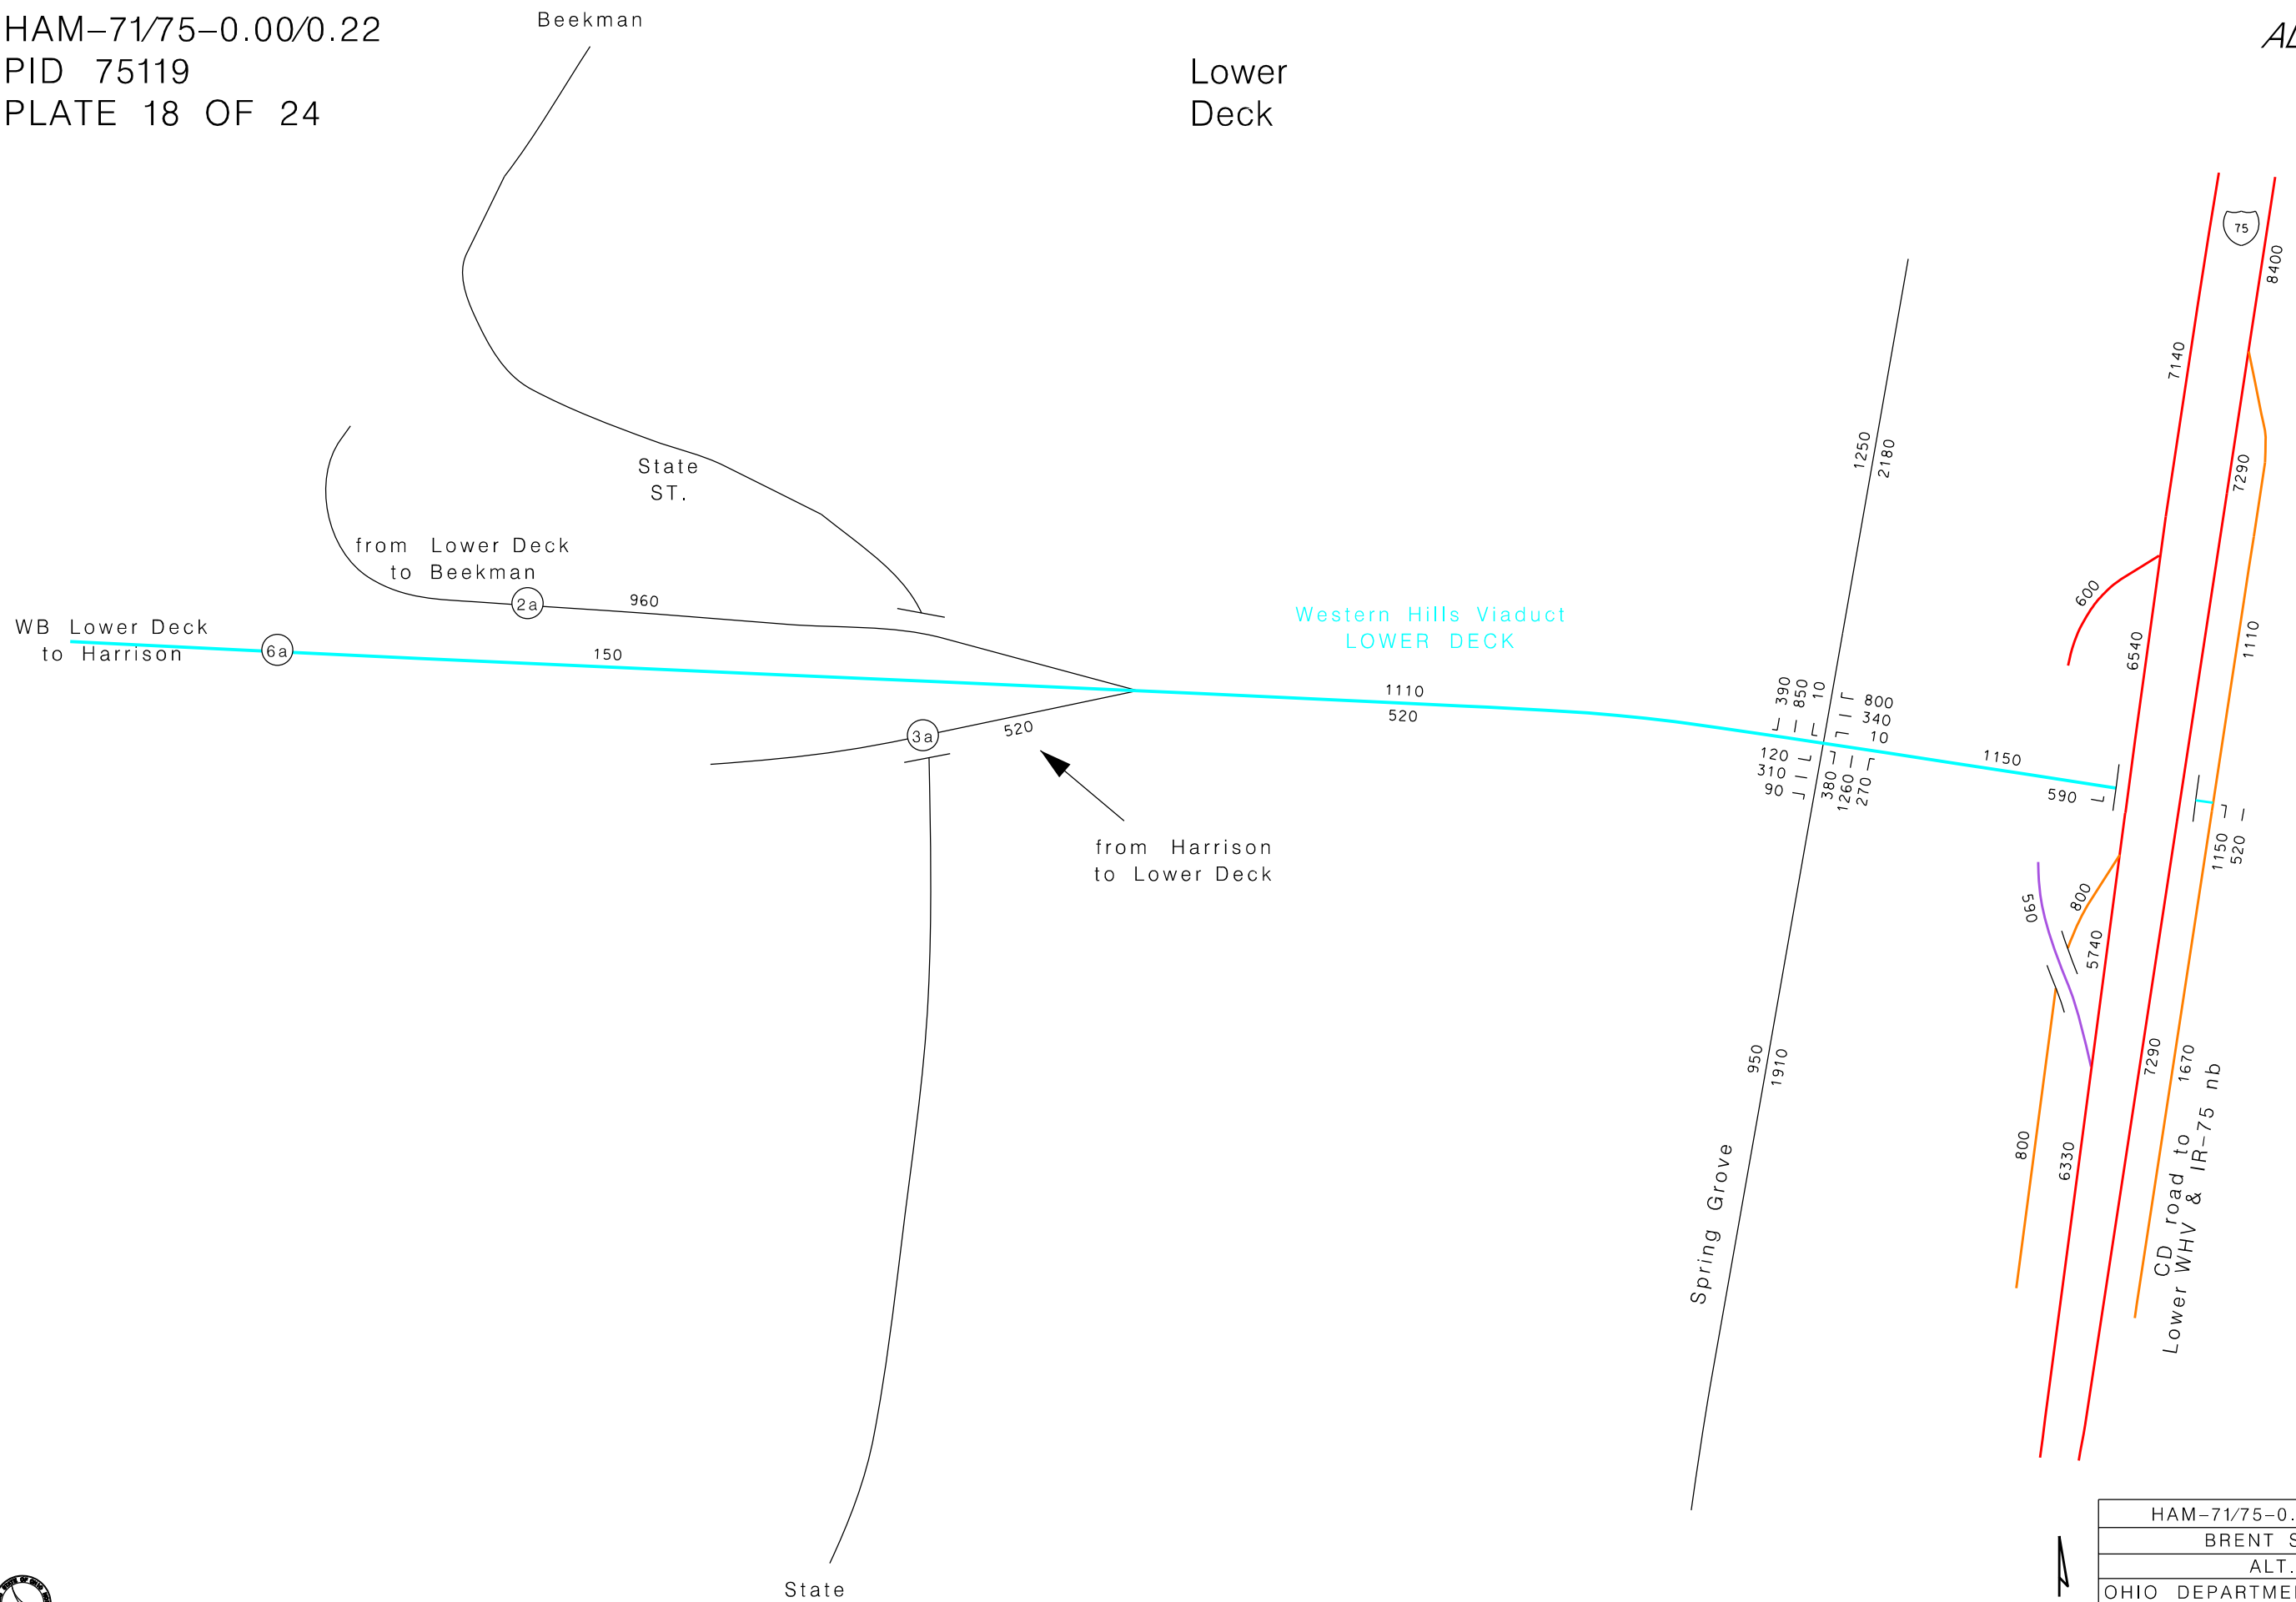 HAM-71/75-0.00/0.22
PID 75119
PLATE 18 OF 24
Beekman
Lower
Deck
75
8400
7140
7290
1250
2180
State
ST.
from Lower Deck
to Beekman
2a
960
WB Lower Deck
to Harrison
6a
150
Western Hills Viaduct
LOWER DECK
1110
520
3a
520
from Harrison
to Lower Deck
600
6540
1110
390
850
10
800
340
10
120
310
90
380
1260
270
1150
590
1150
520
590
800
5740
950
1910
7290
1670
800
6330
CD road to
Lower WHV & IR-75 nb
Spring Grove
State
HAM-71/75-0.
BRENT S
ALT.
OHIO DEPARTME